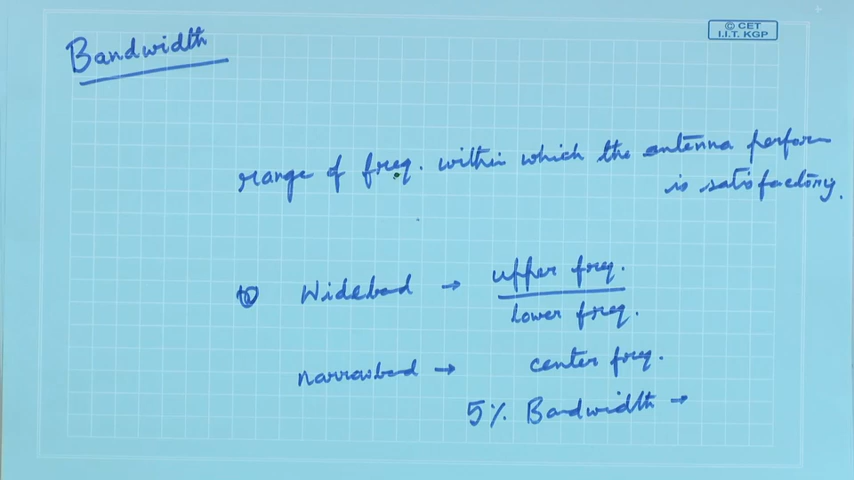 © CET
I.I.T. KGP
Bandwidth
range of freq. within which the antenna perform
is satisfactory.
Wideband → upper freq.
lower freq.
narrowband → center freq.
5% Bandwidth →